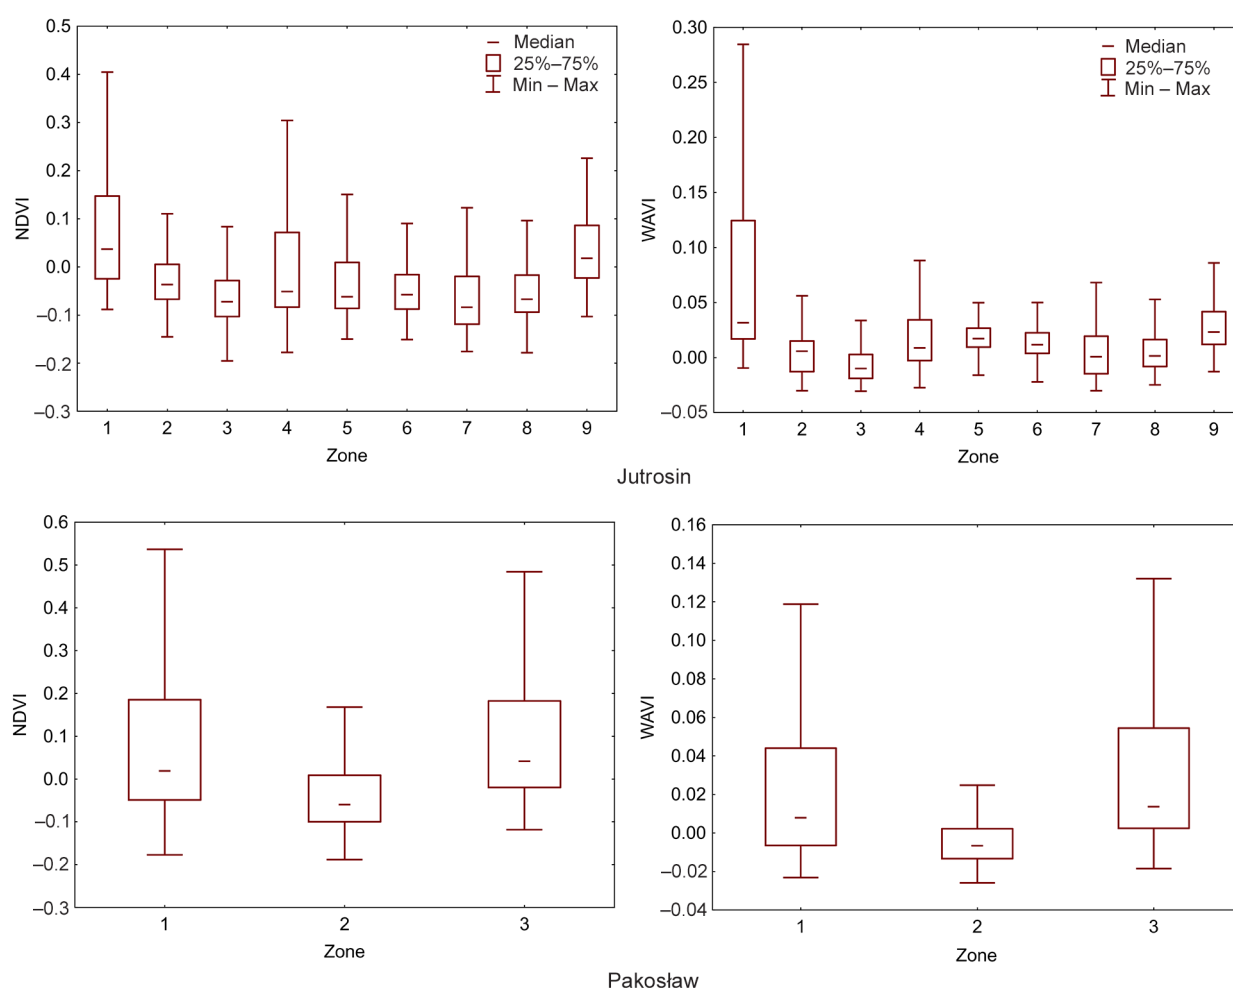 0.5
0.4
0.3
0.2
0.1
0.0
–0.1
–0.2
–0.3
NDVI
Median
25%–75%
Min – Max
1 2 3 4 5 6 7 8 9
Zone
0.30
0.25
0.20
0.15
0.10
0.05
0.00
–0.05
WAVI
Median
25%–75%
Min – Max
1 2 3 4 5 6 7 8 9
Zone
Jutrosin
0.6
0.5
0.4
0.3
0.2
0.1
0.0
–0.1
–0.2
–0.3
NDVI
1 2 3
Zone
0.16
0.14
0.12
0.10
0.08
0.06
0.04
0.02
0.00
–0.02
–0.04
WAVI
1 2 3
Zone
Pakosław